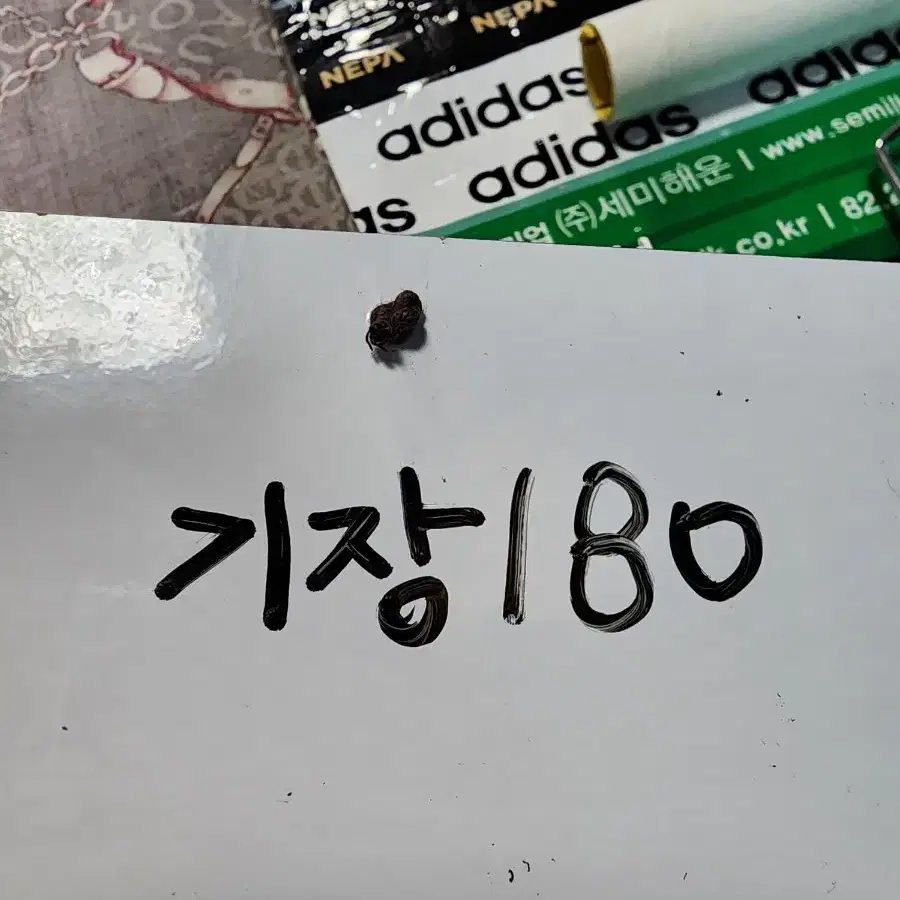 NEPA
NEPA
adidas
adidas
adidas
as
(주)세미해운 | www.semil
co.kr | 82.
기장180